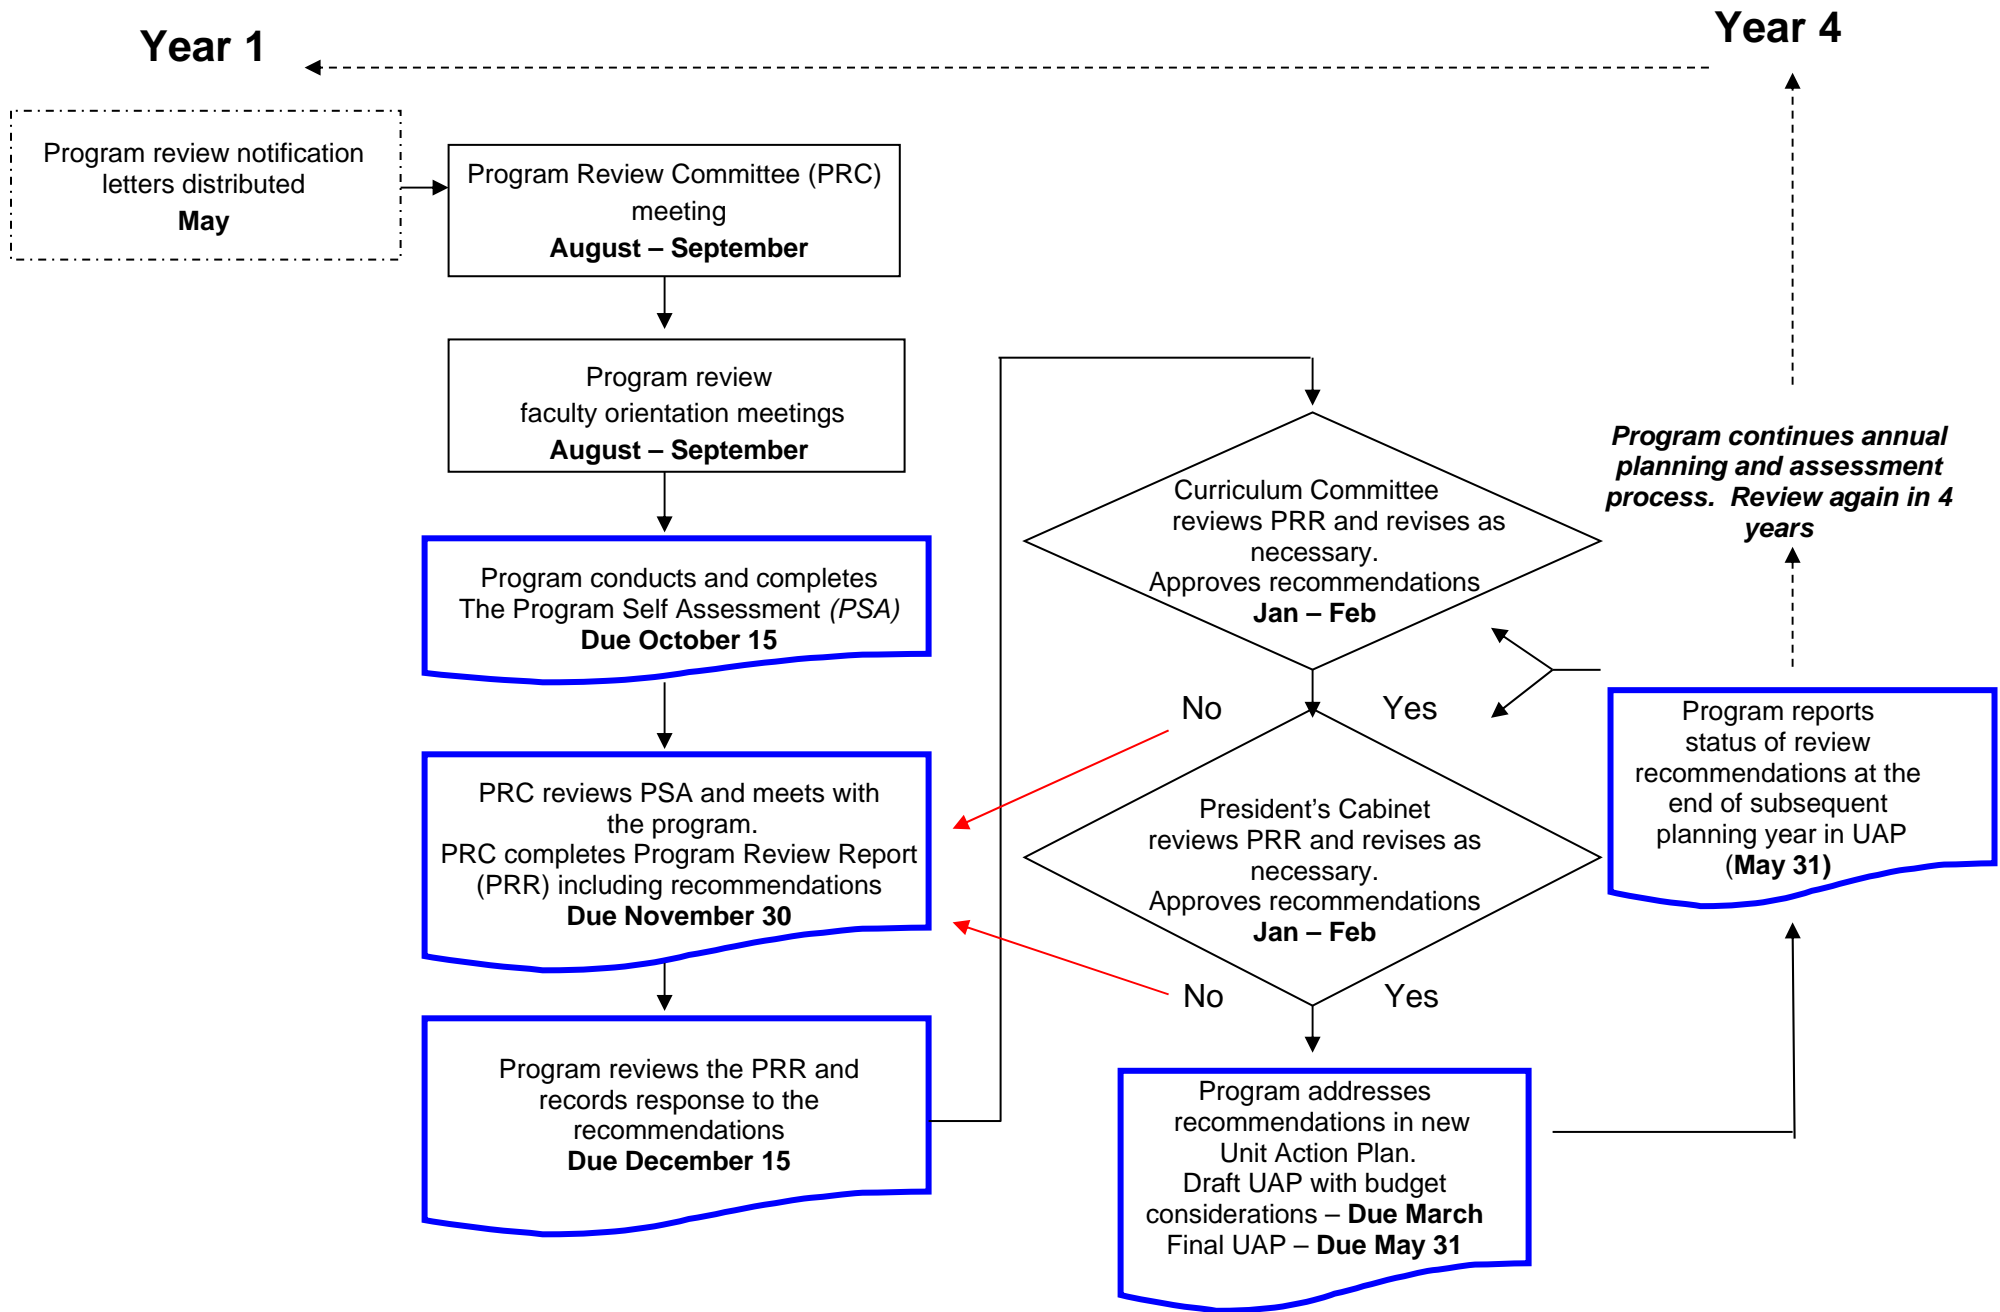 Year 1
Year 4
Program review notification
letters distributed
May
Program Review Committee (PRC)
meeting
August – September
Program review
faculty orientation meetings
August – September
Program conducts and completes
The Program Self Assessment (PSA)
Due October 15
PRC reviews PSA and meets with
the program.
PRC completes Program Review Report
(PRR) including recommendations
Due November 30
Program reviews the PRR and
records response to the
recommendations
Due December 15
Curriculum Committee
reviews PRR and revises as
necessary.
Approves recommendations
Jan – Feb
No
Yes
President’s Cabinet
reviews PRR and revises as
necessary.
Approves recommendations
Jan – Feb
No
Yes
Program addresses
recommendations in new
Unit Action Plan.
Draft UAP with budget
considerations – Due March
Final UAP – Due May 31
Program reports
status of review
recommendations at the
end of subsequent
planning year in UAP
(May 31)
Program continues annual
planning and assessment
process.  Review again in 4
years